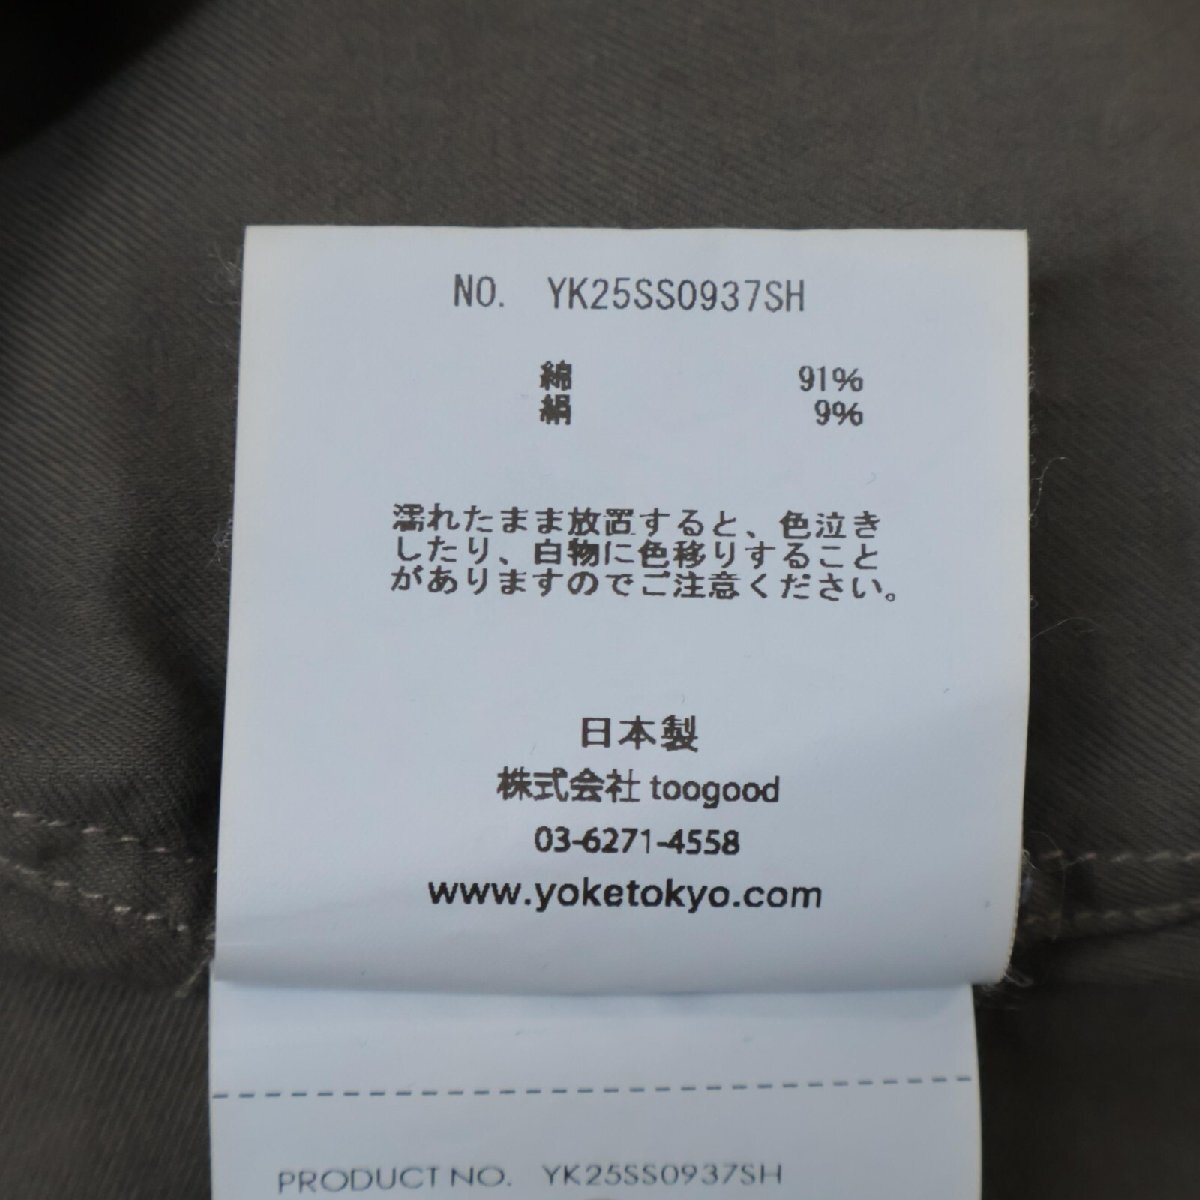 NO. YK25SS0937SH
綿 91%
絹 9%
濡れたまま放置すると、色泣き
したり、白物に色移りすること
がありますのでご注意ください。
日本製
株式会社 toogood
03-6271-4558
www.yoketokyo.com
PRODUCT NO. YK25SS0937SH